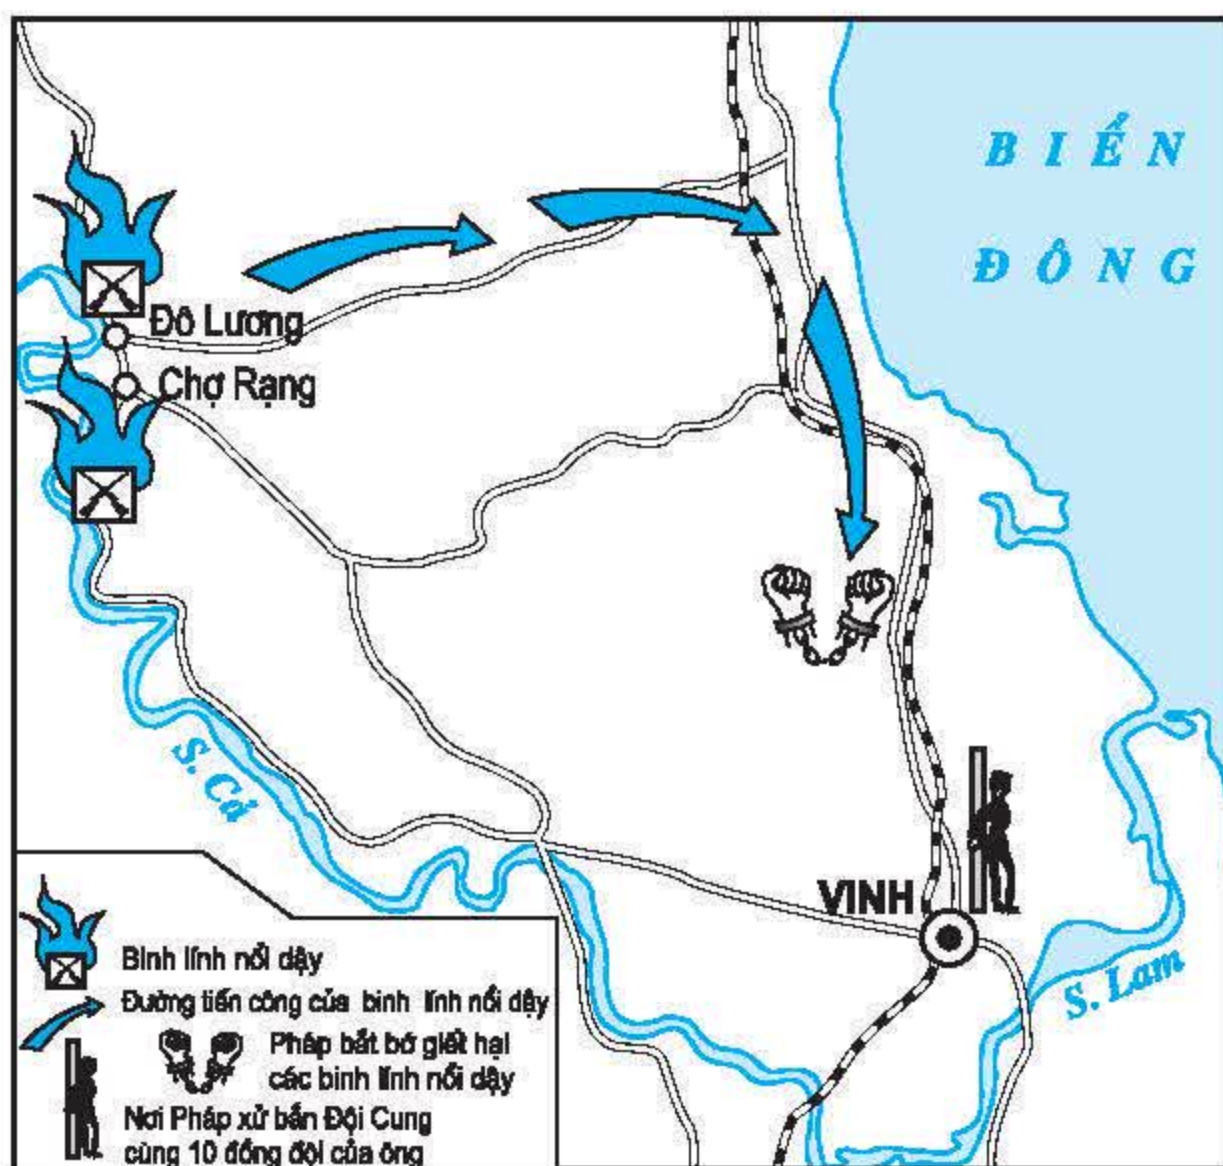 BIỂN
ĐÔNG
Đô Lương
Chợ Rạng
S. Cả
VINH
S. Lam
Binh lính nổi dậy
Đường tiến công của binh lính nổi dậy
Pháp bắt bớ giết hại
các binh lính nổi dậy
Nơi Pháp xử bắn Đội Cung
cùng 10 đồng đội của ông